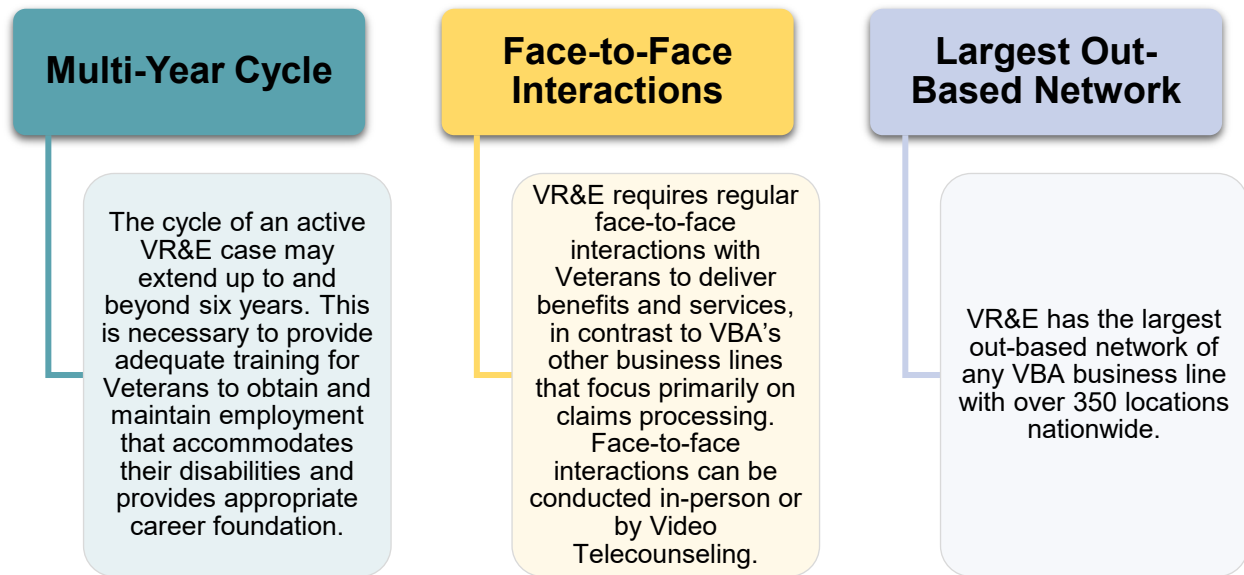 Multi-Year Cycle
The cycle of an active
VR&E case may
extend up to and
beyond six years. This
is necessary to provide
adequate training for
Veterans to obtain and
maintain employment
that accommodates
their disabilities and
provides appropriate
career foundation.
Face-to-Face
Interactions
VR&E requires regular
face-to-face
interactions with
Veterans to deliver
benefits and services,
in contrast to VBA’s
other business lines
that focus primarily on
claims processing.
Face-to-face
interactions can be
conducted in-person or
by Video
Telecounseling.
Largest Out-
Based Network
VR&E has the largest
out-based network of
any VBA business line
with over 350 locations
nationwide.